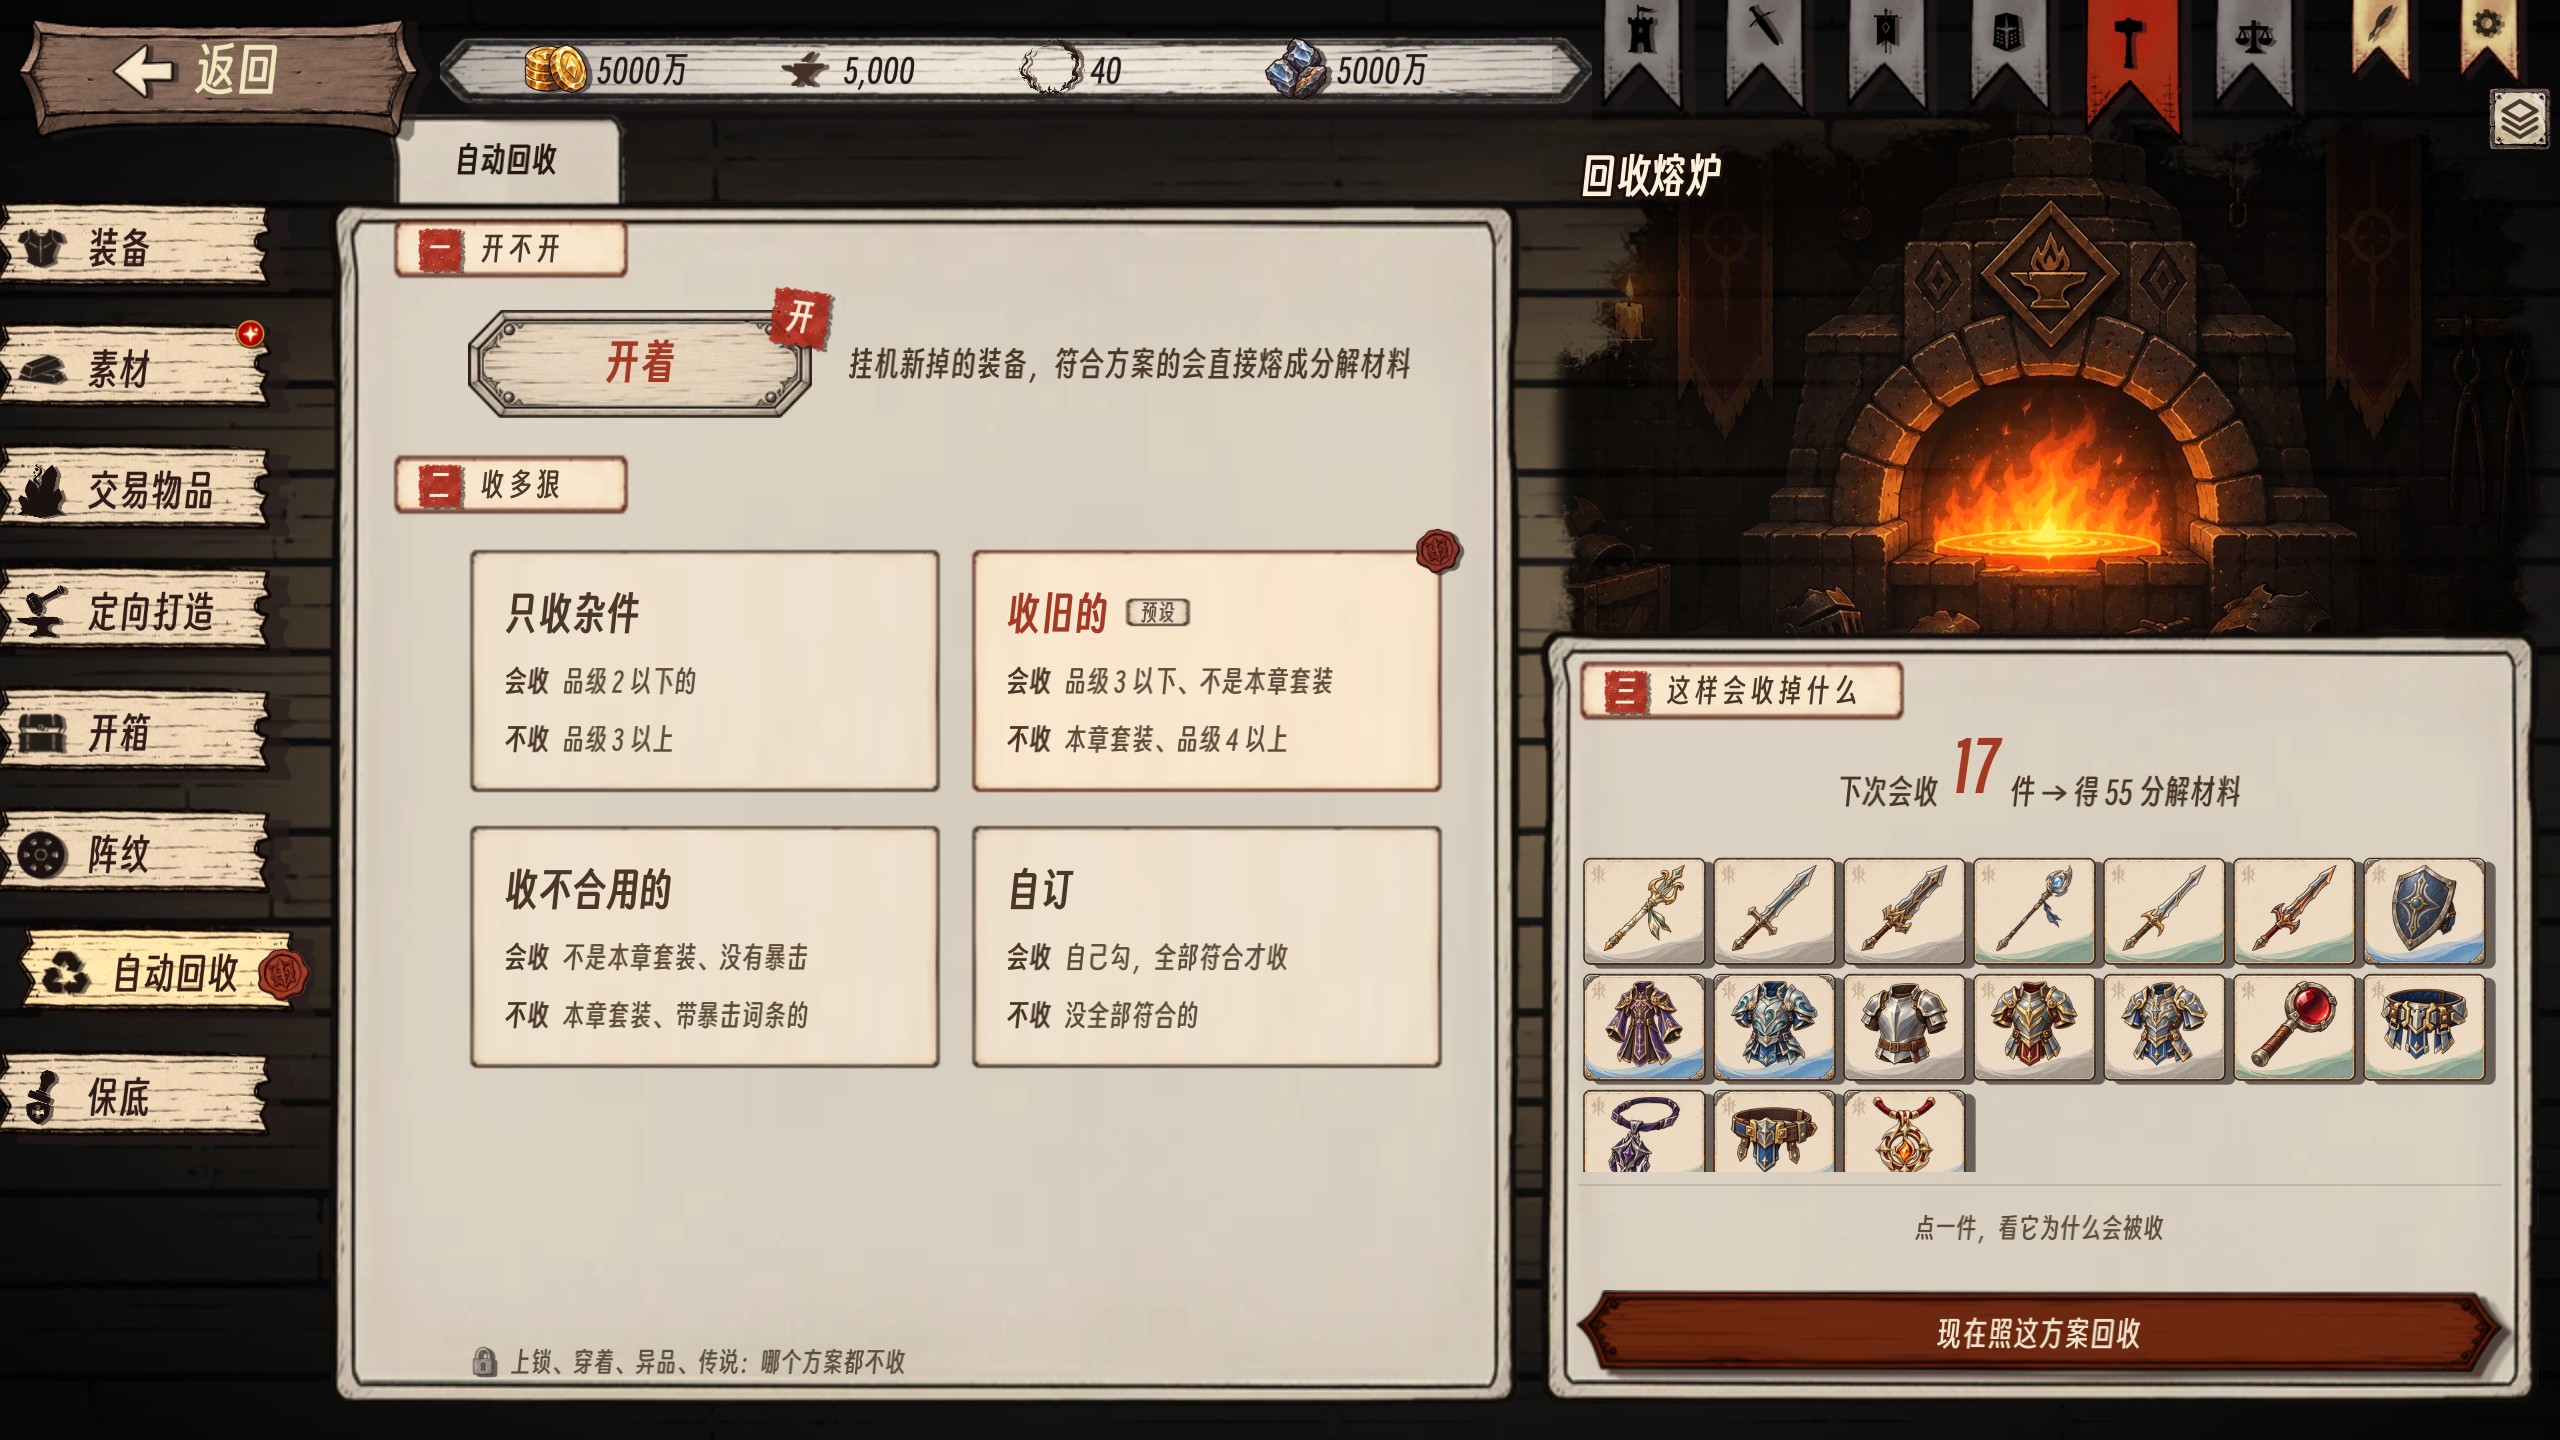 返回
5000万
5,000
40
5000万
自动回收
装备
素材
交易物品
定向打造
开箱
阵纹
自动回收
保底
一 开不开
开着
开
挂机新掉的装备，符合方案的会直接熔成分解材料
二 收多狠
只收杂件
会收 品级2以下的
不收 品级3以上
收旧的 预设
会收 品级3以下、不是本章套装
不收 本章套装、品级4以上
收不合用的
会收 不是本章套装、没有暴击
不收 本章套装、带暴击词条的
自订
会收 自己勾，全部符合才收
不收 没全部符合的
上锁、穿着、异品、传说：哪个方案都不收
回收熔炉
三 这样会收掉什么
下次会收 17 件→得 55 分解材料
点一件，看它为什么会被收
现在照这方案回收